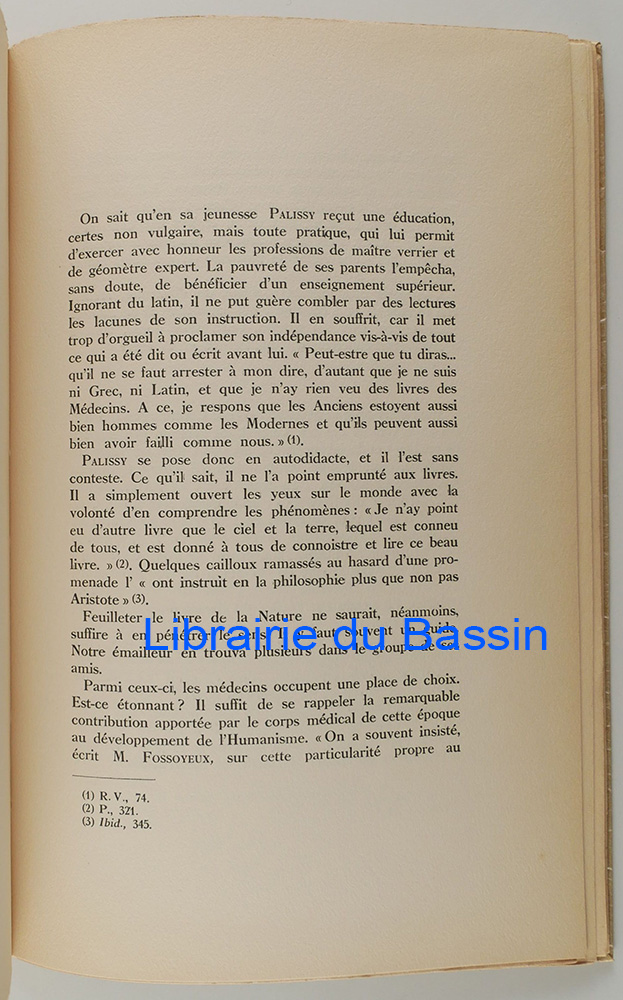 On sait qu'en sa jeunesse PALISSY reçut une éducation,
certes non vulgaire, mais toute pratique, qui lui permit
d'exercer avec honneur les professions de maître verrier et
de géomètre expert. La pauvreté de ses parents l'empêcha,
sans doute, de bénéficier d'un enseignement supérieur.
Ignorant du latin, il ne put guère combler par des lectures
les lacunes de son instruction. Il en souffrit, car il met
trop d'orgueil à proclamer son indépendance vis-à-vis de tout
ce qui a été dit ou écrit avant lui. « Peut-estre que tu diras...
qu'il ne se faut arrester à mon dire, d'autant que je ne suis
ni Grec, ni Latin, et que je n'ay rien veu des livres des
Médecins. A ce, je respons que les Anciens estoyent aussi
bien hommes comme les Modernes et qu'ils peuvent aussi
bien avoir failli comme nous. » (1).
PALISSY se pose donc en autodidacte, et il l'est sans
conteste. Ce qu'il sait, il ne l'a point emprunté aux livres.
Il a simplement ouvert les yeux sur le monde avec la
volonté d'en comprendre les phénomènes : « Je n'ay point
eu d'autre livre que le ciel et la terre, lequel est conneu
de tous, et est donné à tous de connoistre et lire ce beau
livre. » (2). Quelques cailloux ramassés au hasard d'une pro-
menade l' « ont instruit en la philosophie plus que non pas
Aristote » (3).
Feuilleter le livre de la Nature ne saurait, néanmoins,
suffire à en pénétrer le sens. Il y faut souvent un guide.
Notre émailleur en trouva plusieurs dans le groupe de ses
amis.
Librairie du Bassin
Parmi ceux-ci, les médecins occupent une place de choix.
Est-ce étonnant ? Il suffit de se rappeler la remarquable
contribution apportée par le corps médical de cette époque
au développement de l'Humanisme. « On a souvent insisté,
écrit M. FOSSOYEUX, sur cette particularité propre au
(1) R. V., 74.
(2) P., 321.
(3) Ibid., 345.